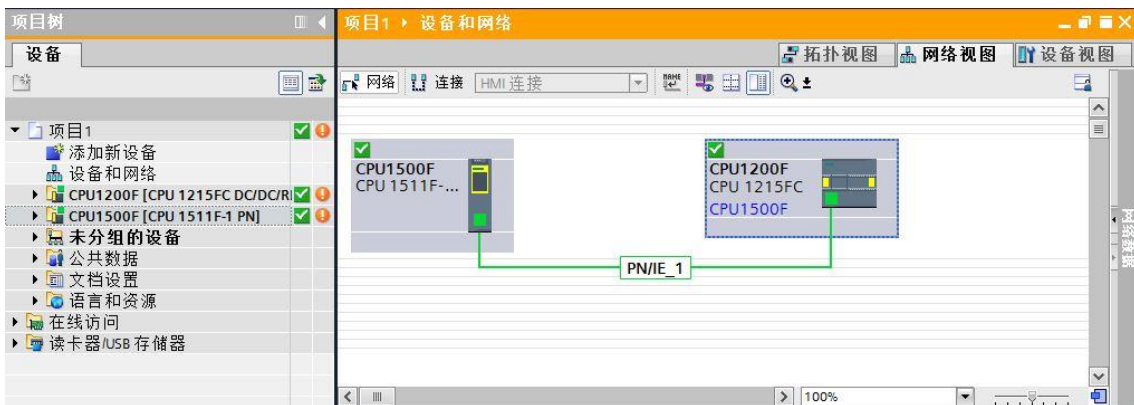 项目树
项目1 ▸ 设备和网络
设备
拓扑视图
网络视图
设备视图
网络
连接
HMI 连接
项目1
添加新设备
设备和网络
CPU1200F [CPU 1215FC DC/DC/Rl
CPU1500F [CPU 1511F-1 PN]
未分组的设备
公共数据
文档设置
语言和资源
在线访问
读卡器/USB 存储器
CPU1500F
CPU 1511F-...
CPU1200F
CPU 1215FC
CPU1500F
PN/IE_1
网络数据
100%